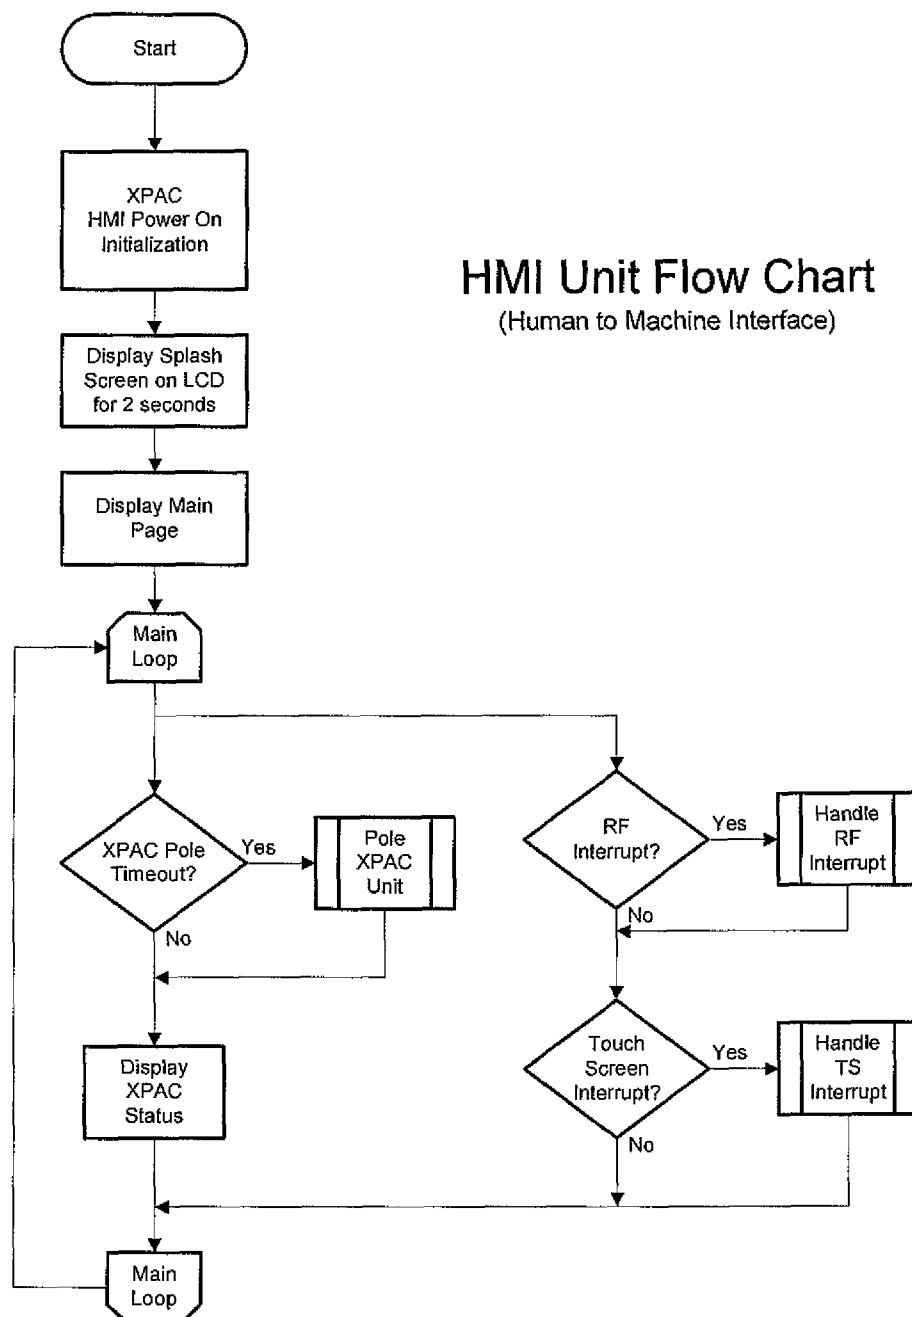 Start
XPAC
HMI Power On
Initialization
HMI Unit Flow Chart
(Human to Machine Interface)
Display Splash
Screen on LCD
for 2 seconds
Display Main
Page
Main
Loop
XPAC Pole
Timeout?
Yes
Pole
XPAC
Unit
No
RF
Interrupt?
Yes
Handle
RF
Interrupt
No
Display
XPAC
Status
Touch
Screen
Interrupt?
Yes
Handle
TS
Interrupt
No
Main
Loop